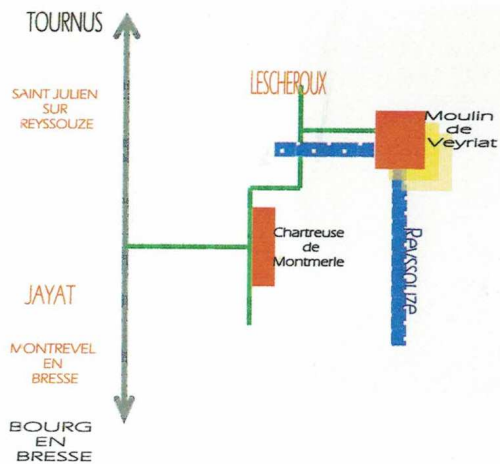 TOURNUS
SAINT JULIEN
SUR
REYSSOUZE
LESCHEROUX
Moulin
de
Veyriat
Chartreuse
de
Montmerle
Reyssouze
JAYAT
MONTREVEL
EN
BRESSE
BOURG
EN
BRESSE